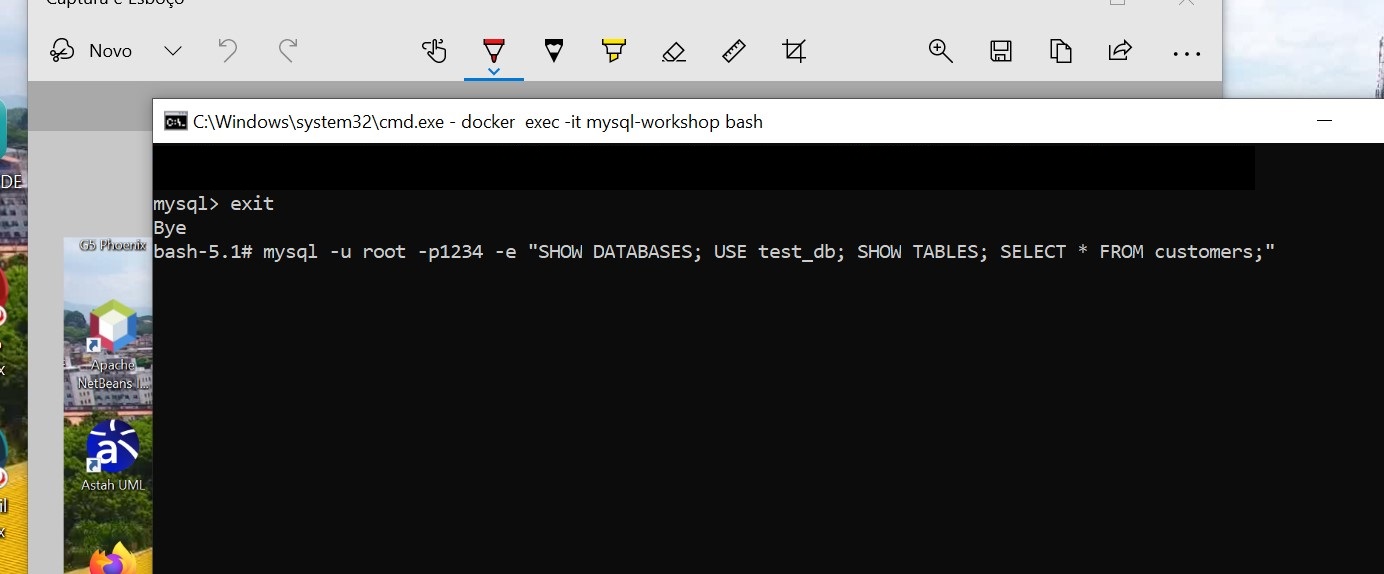 Captura e Esboço
Novo
C:\Windows\system32\cmd.exe - docker  exec -it mysql-workshop bash
mysql> exit
Bye
bash-5.1# mysql -u root -p1234 -e "SHOW DATABASES; USE test_db; SHOW TABLES; SELECT * FROM customers;"
DE
G5 Phoenix
Apache
NetBeans I...
a
Astah UML